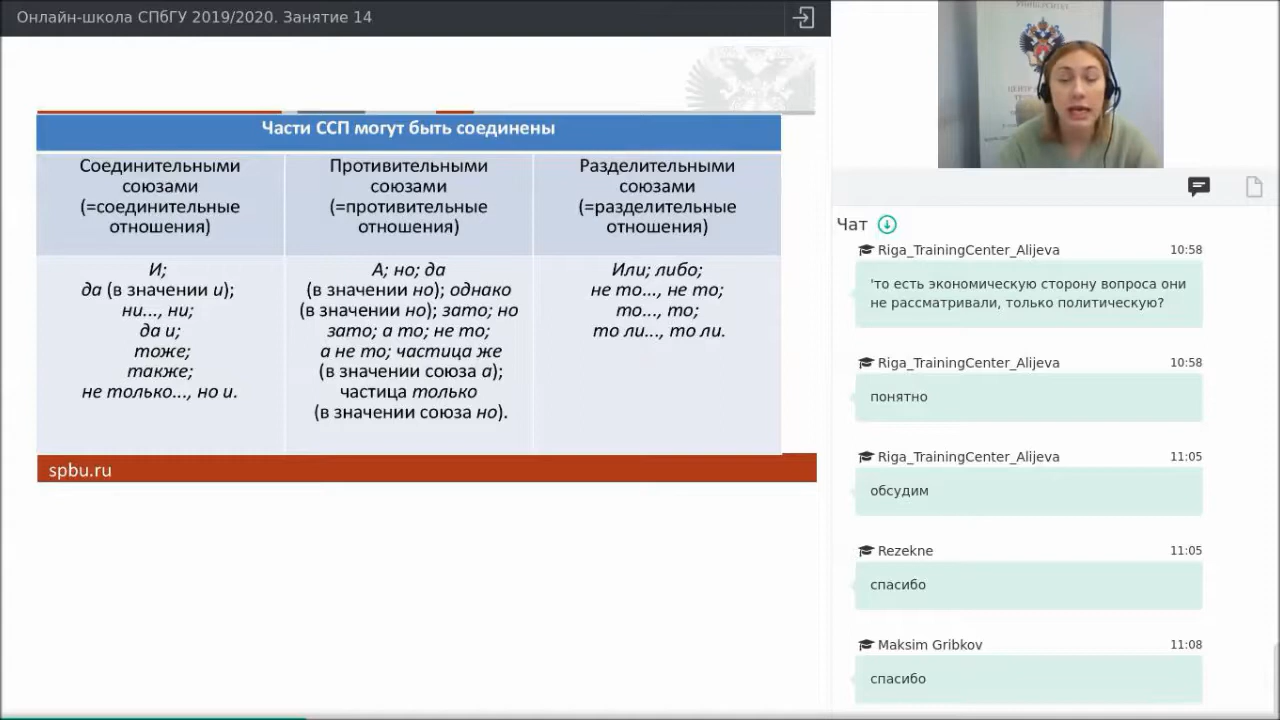 Онлайн-школа СПбГУ 2019/2020. Занятие 14
Части ССП могут быть соединены
Соединительными
союзами
(=соединительные
отношения)
Противительными
союзами
(=противительные
отношения)
Разделительными
союзами
(=разделительные
отношения)
И;
да (в значении и);
ни..., ни;
да и;
тоже;
также;
не только..., но и.
А; но; да
(в значении но); однако
(в значении но); зато; но
зато; а то; не то;
а не то; частица же
(в значении союза а);
частица только
(в значении союза но).
Или; либо;
не то..., не то;
то..., то;
то ли..., то ли.
spbu.ru
Чат
Riga_TrainingCenter_Alijeva 10:58
'то есть экономическую сторону вопроса они
не рассматривали, только политическую?
Riga_TrainingCenter_Alijeva 10:58
понятно
Riga_TrainingCenter_Alijeva 11:05
обсудим
Rezekne 11:05
спасибо
Maksim Gribkov 11:08
спасибо